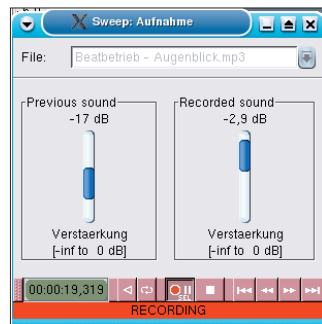 Sweep: Aufnahme
File: Beatbetrieb - Augenblick.mp3
Previous sound Recorded sound
-17 dB -2,9 dB
Verstaerkung Verstaerkung
[-inf to 0 dB] [-inf to 0 dB]
00:00:19,319 SEL
RECORDING